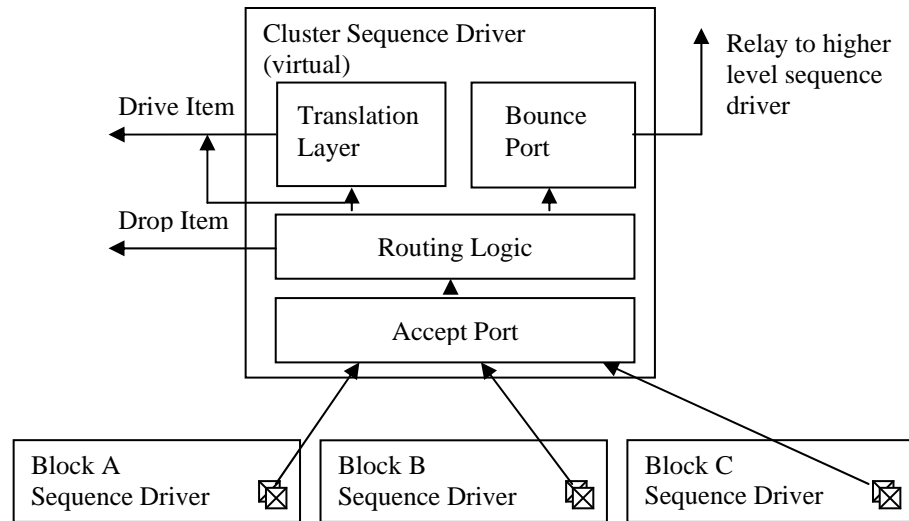 Cluster Sequence Driver
(virtual)
Relay to higher
level sequence
driver
Drive Item
Translation
Layer
Bounce
Port
Drop Item
Routing Logic
Accept Port
Block A
Sequence Driver
Block B
Sequence Driver
Block C
Sequence Driver